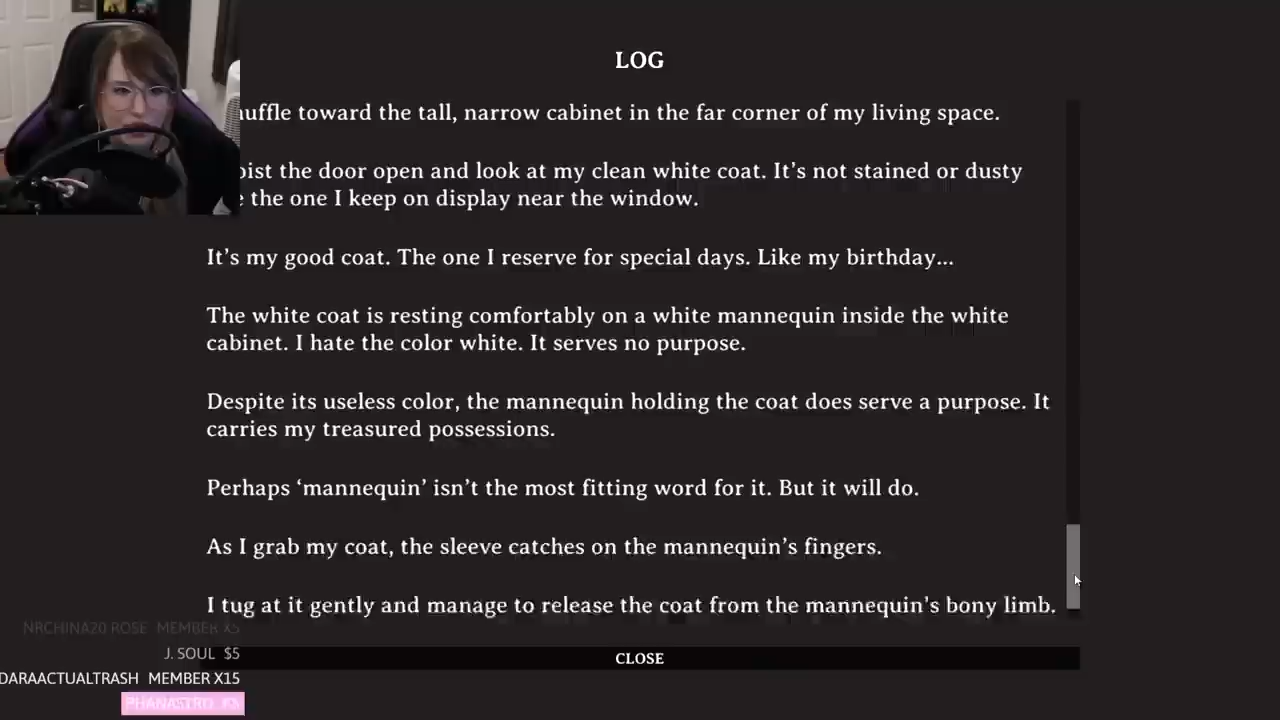 LOG
uffle toward the tall, narrow cabinet in the far corner of my living space.
oist the door open and look at my clean white coat. It’s not stained or dusty
e the one I keep on display near the window.
It’s my good coat. The one I reserve for special days. Like my birthday...
The white coat is resting comfortably on a white mannequin inside the white
cabinet. I hate the color white. It serves no purpose.
Despite its useless color, the mannequin holding the coat does serve a purpose. It
carries my treasured possessions.
Perhaps ‘mannequin’ isn’t the most fitting word for it. But it will do.
As I grab my coat, the sleeve catches on the mannequin’s fingers.
I tug at it gently and manage to release the coat from the mannequin’s bony limb.
NRCHINA20 ROSE MEMBER X5
J. SOUL $5
DARAACTUALTRASH MEMBER X15
CLOSE